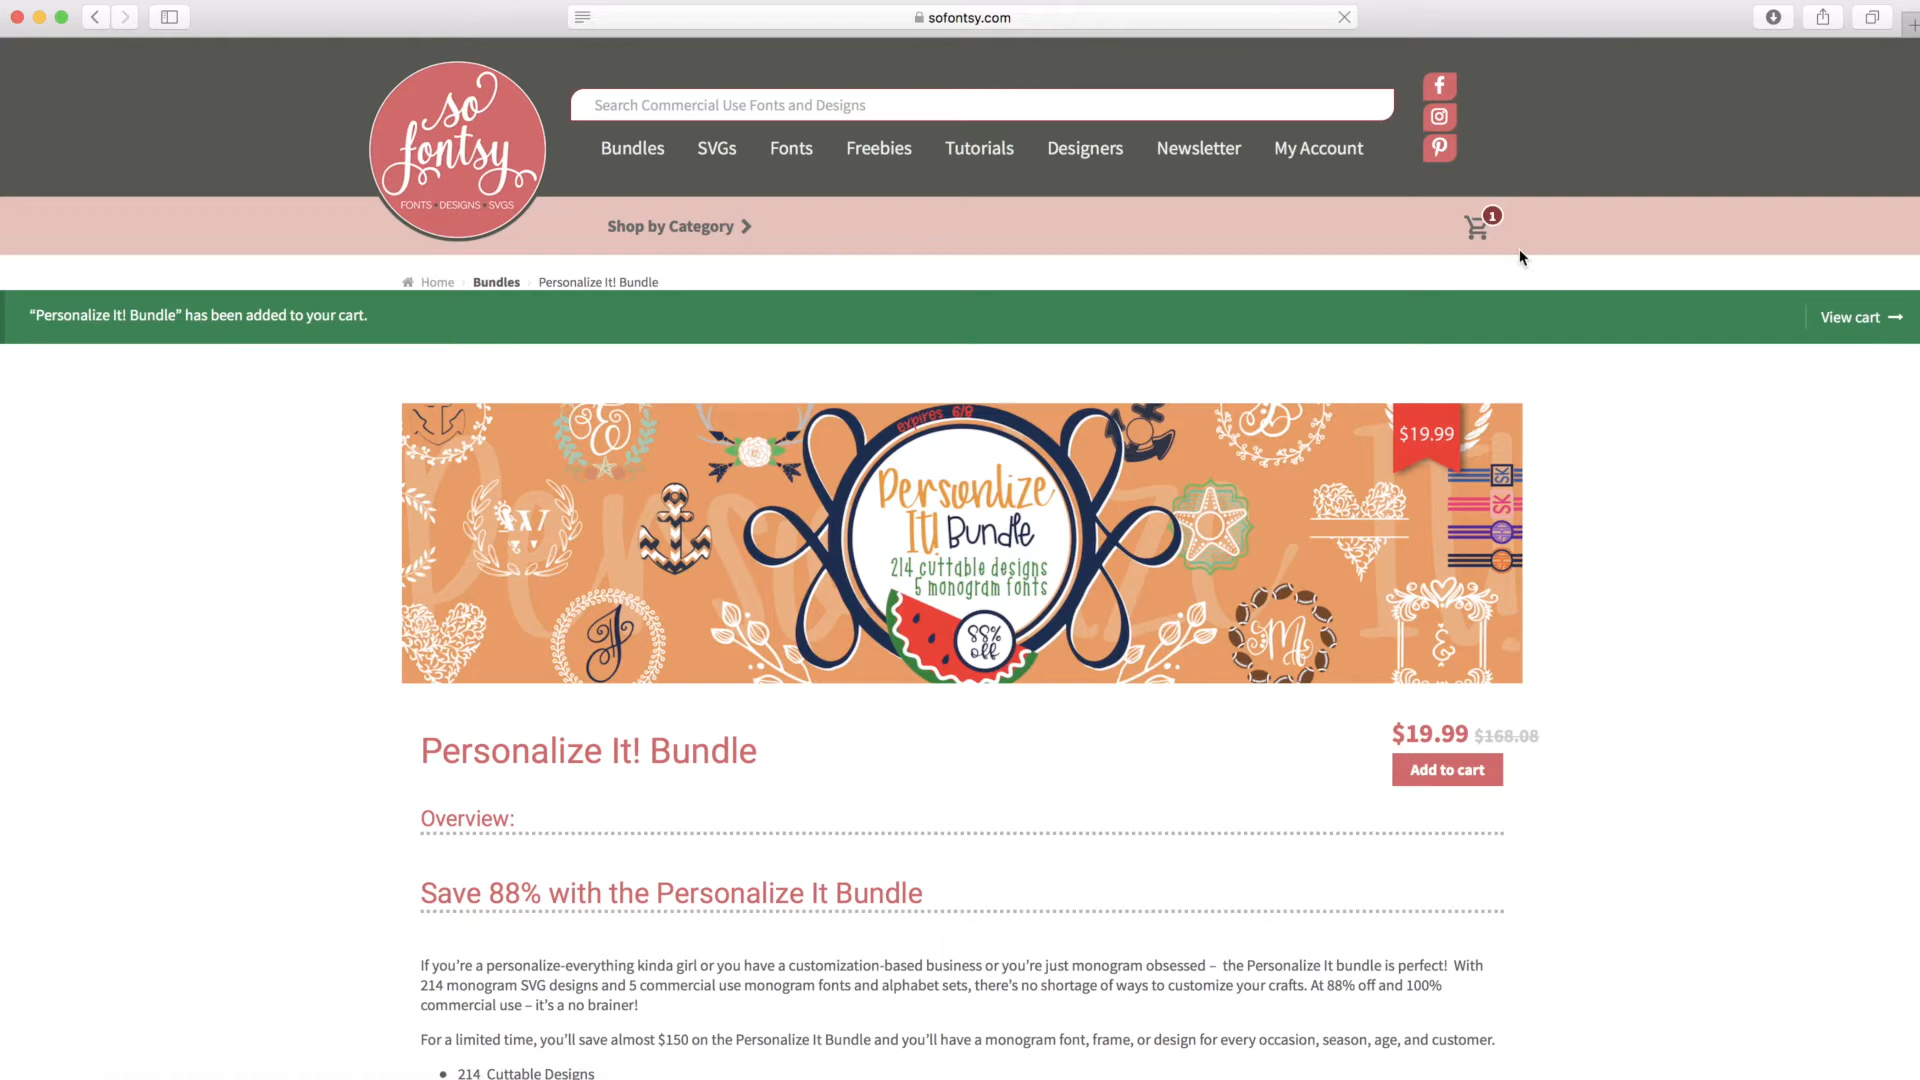 sofontsy.com
so
fontsy
FONTS • DESIGNS • SVGS
Search Commercial Use Fonts and Designs
Bundles SVGs Fonts Freebies Tutorials Designers Newsletter My Account
Shop by Category
1
Home Bundles Personalize It! Bundle
“Personalize It! Bundle” has been added to your cart.
View cart →
expires 6/8
$19.99
Personlize
It! Bundle
214 cuttable designs
5 monogram fonts
88%
off
E
B
W
SK
SK
M
&
Personalize It! Bundle
$19.99 $168.08
Add to cart
Overview:
Save 88% with the Personalize It Bundle
If you’re a personalize-everything kinda girl or you have a customization-based business or you’re just monogram obsessed – the Personalize It bundle is perfect! With
214 monogram SVG designs and 5 commercial use monogram fonts and alphabet sets, there’s no shortage of ways to customize your crafts. At 88% off and 100%
commercial use – it’s a no brainer!
For a limited time, you’ll save almost $150 on the Personalize It Bundle and you’ll have a monogram font, frame, or design for every occasion, season, age, and customer.
• 214 Cuttable Designs